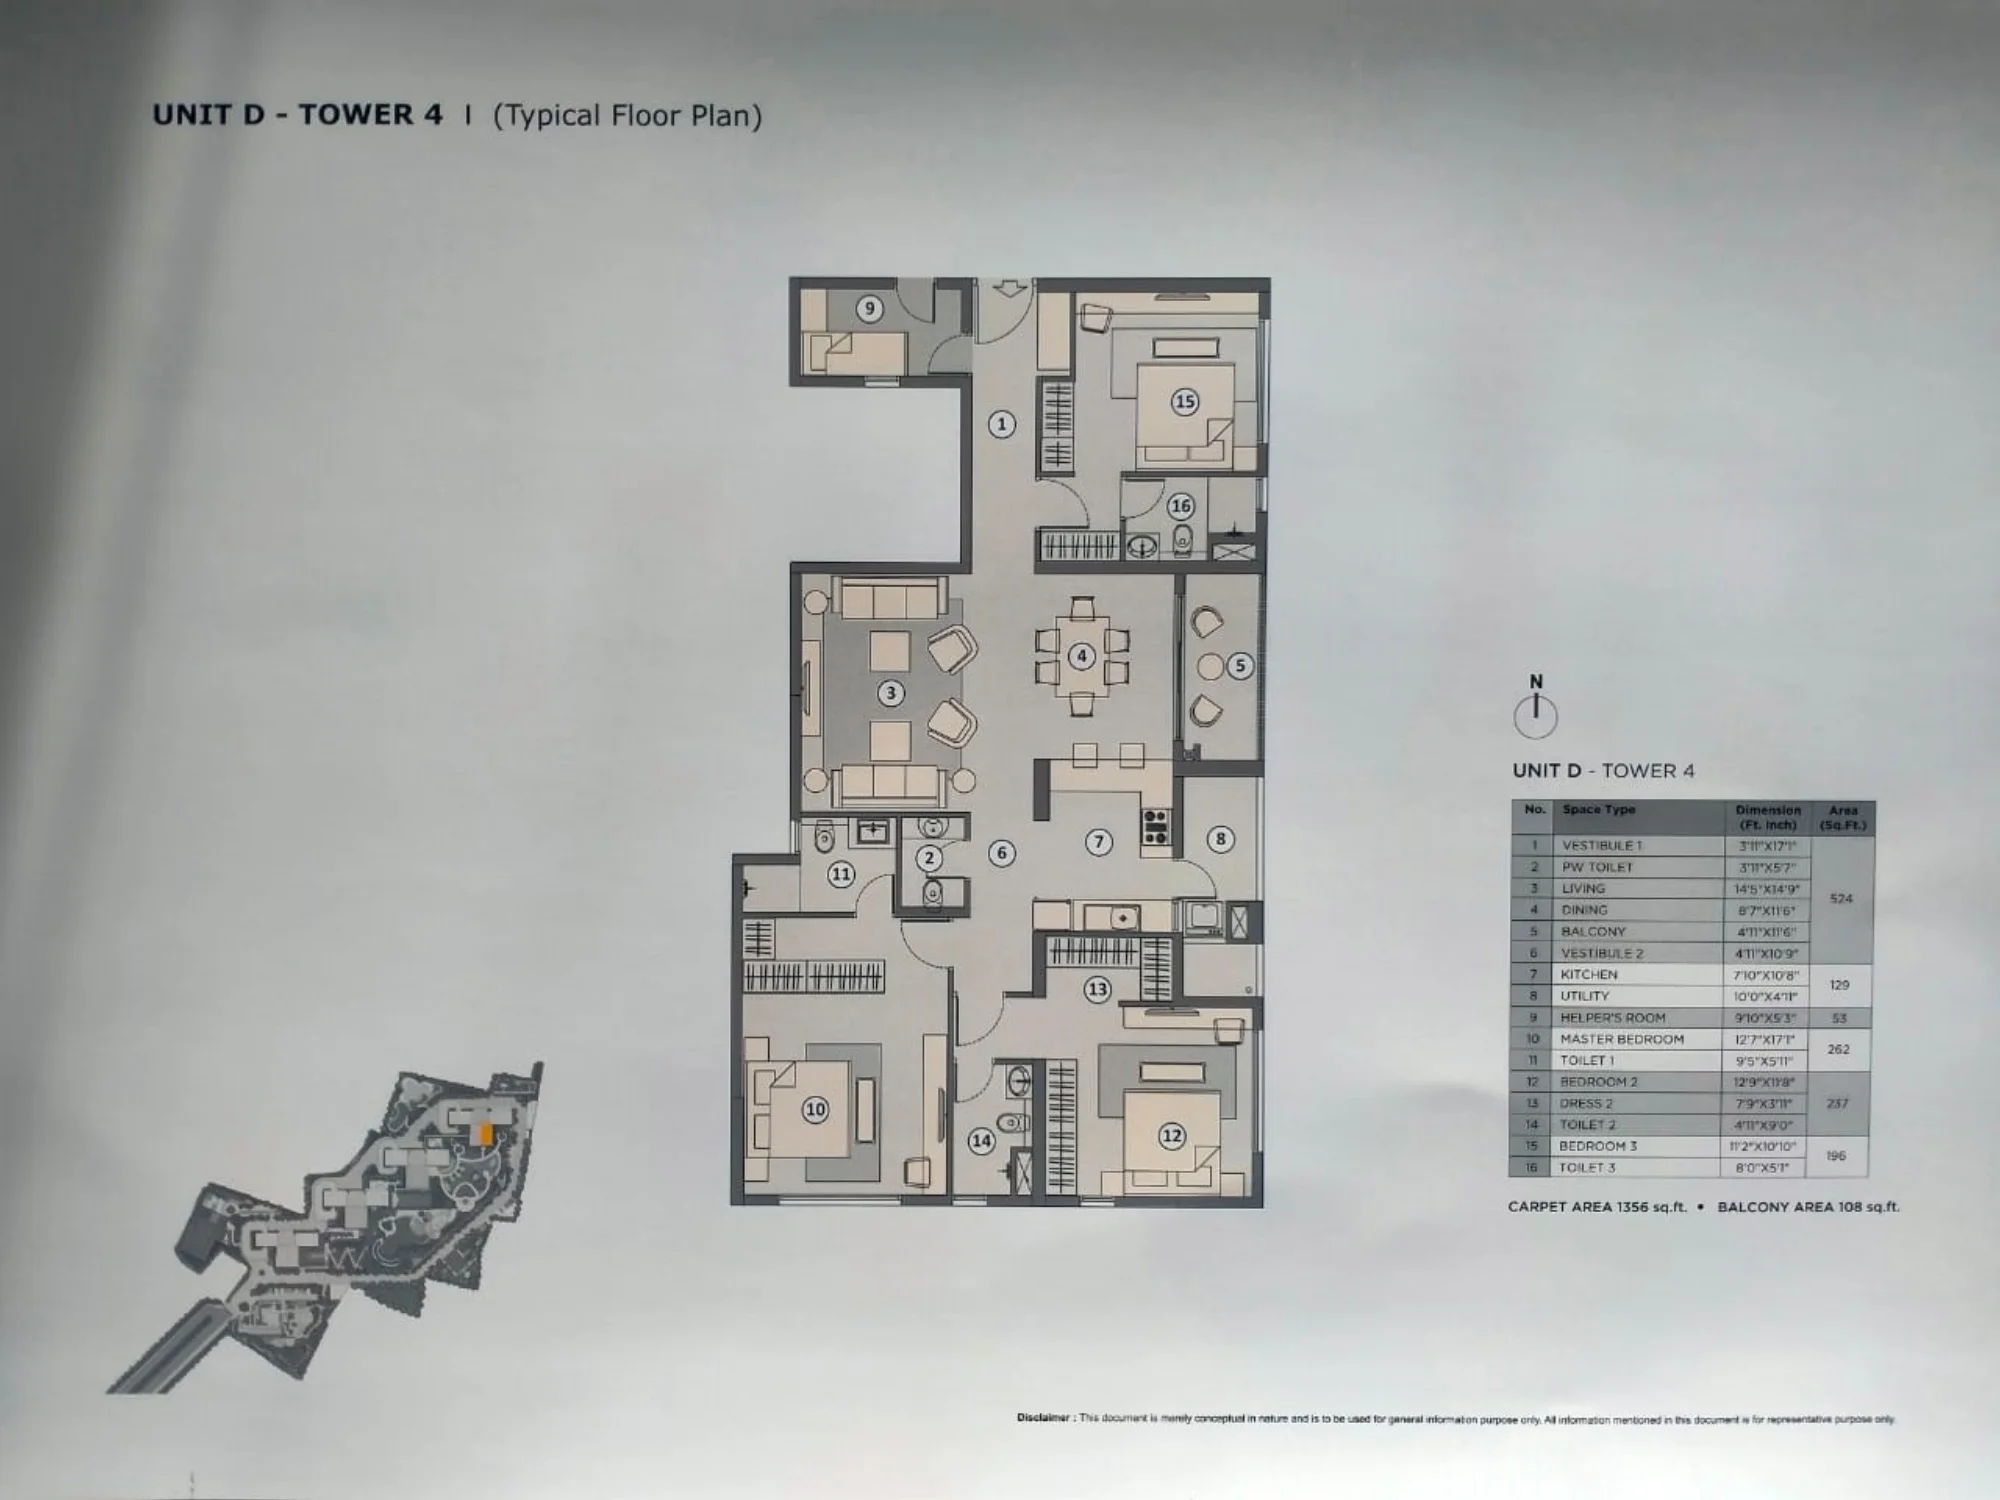 UNIT D - TOWER 4 | (Typical Floor Plan)
9
15
1
16
4
5
3
7
8
6
2
11
13
10
12
14
N
UNIT D - TOWER 4
No. Space Type Dimension (Ft. Inch) Area (Sq.Ft.)
1 VESTIBULE 1 3'11"X17'1"
2 PW TOILET 3'11"X5'7"
3 LIVING 14'5"X14'9" 524
4 DINING 8'7"X11'6"
5 BALCONY 4'11"X11'6"
6 VESTIBULE 2 4'11"X10'9"
7 KITCHEN 7'10"X10'8" 129
8 UTILITY 10'0"X4'11"
9 HELPER'S ROOM 9'10"X5'3" 53
10 MASTER BEDROOM 12'7"X17'1" 262
11 TOILET 1 9'5"X5'11"
12 BEDROOM 2 12'9"X11'8"
13 DRESS 2 7'9"X3'11" 237
14 TOILET 2 4'11"X9'0"
15 BEDROOM 3 11'2"X10'10" 196
16 TOILET 3 8'0"X5'1"
CARPET AREA 1356 sq.ft. • BALCONY AREA 108 sq.ft.
Disclaimer : This document is merely conceptual in nature and is to be used for general information purpose only. All information mentioned in this document is for representative purpose only.